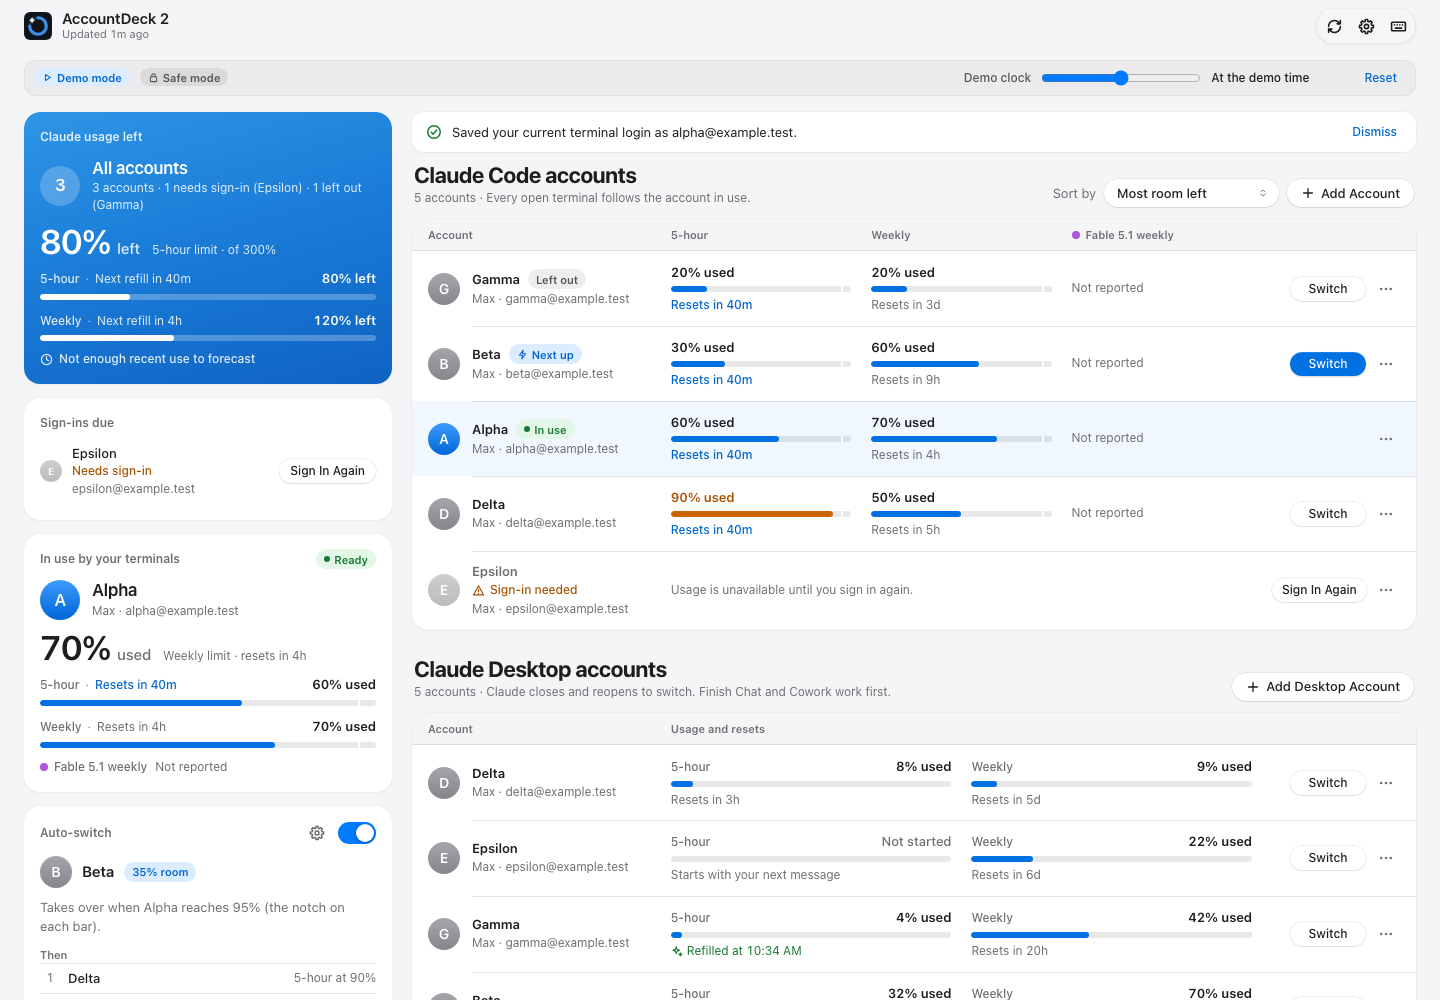 AccountDeck 2
Updated 1m ago
Demo mode
Safe mode
Demo clock
At the demo time
Reset
Claude usage left
3
All accounts
3 accounts · 1 needs sign-in (Epsilon) · 1 left out
(Gamma)
80% left 5-hour limit · of 300%
5-hour · Next refill in 40m 80% left
Weekly · Next refill in 4h 120% left
Not enough recent use to forecast
Sign-ins due
E
Epsilon
Needs sign-in
epsilon@example.test
Sign In Again
In use by your terminals
Ready
A
Alpha
Max · alpha@example.test
70% used Weekly limit · resets in 4h
5-hour · Resets in 40m 60% used
Weekly · Resets in 4h 70% used
Fable 5.1 weekly Not reported
Auto-switch
B
Beta
35% room
Takes over when Alpha reaches 95% (the notch on
each bar).
Then
1 Delta 5-hour at 90%
Saved your current terminal login as alpha@example.test.
Dismiss
Claude Code accounts
5 accounts · Every open terminal follows the account in use.
Sort by
Most room left
+ Add Account
Account 5-hour Weekly Fable 5.1 weekly
G
Gamma Left out
Max · gamma@example.test
20% used
Resets in 40m
20% used
Resets in 3d
Not reported
Switch
B
Beta Next up
Max · beta@example.test
30% used
Resets in 40m
60% used
Resets in 9h
Not reported
Switch
A
Alpha In use
Max · alpha@example.test
60% used
Resets in 40m
70% used
Resets in 4h
Not reported
D
Delta
Max · delta@example.test
90% used
Resets in 40m
50% used
Resets in 5h
Not reported
Switch
E
Epsilon
Sign-in needed
Max · epsilon@example.test
Usage is unavailable until you sign in again.
Sign In Again
Claude Desktop accounts
5 accounts · Claude closes and reopens to switch. Finish Chat and Cowork work first.
+ Add Desktop Account
Account Usage and resets
D
Delta
Max · delta@example.test
5-hour 8% used
Resets in 3h
Weekly 9% used
Resets in 5d
Switch
E
Epsilon
Max · epsilon@example.test
5-hour Not started
Starts with your next message
Weekly 22% used
Resets in 6d
Switch
G
Gamma
Max · gamma@example.test
5-hour 4% used
Refilled at 10:34 AM
Weekly 42% used
Resets in 20h
Switch
Beta
5-hour 32% used
Weekly 70% used